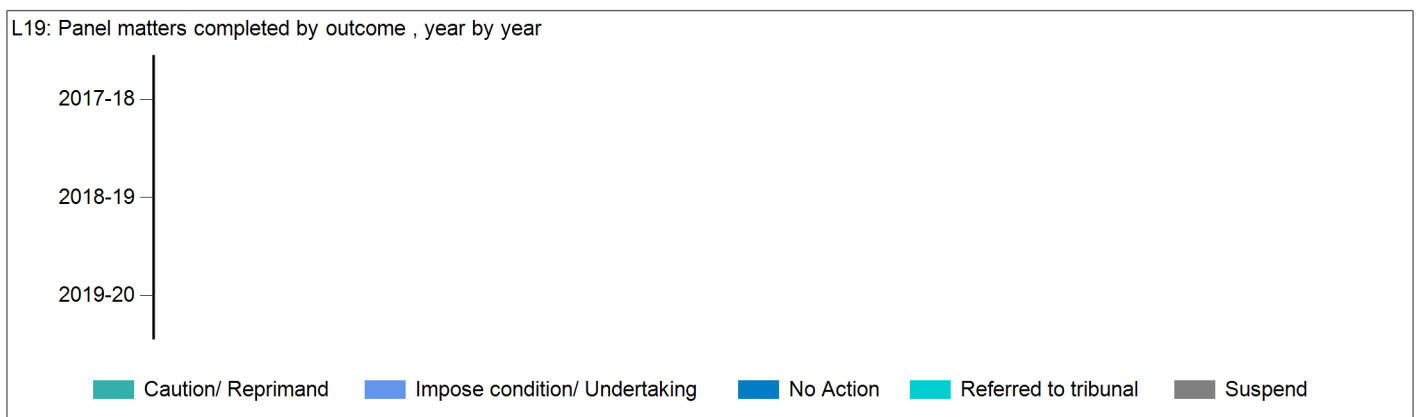 L19: Panel matters completed by outcome , year by year
2017-18
2018-19
2019-20
Caution/ Reprimand Impose condition/ Undertaking No Action Referred to tribunal Suspend